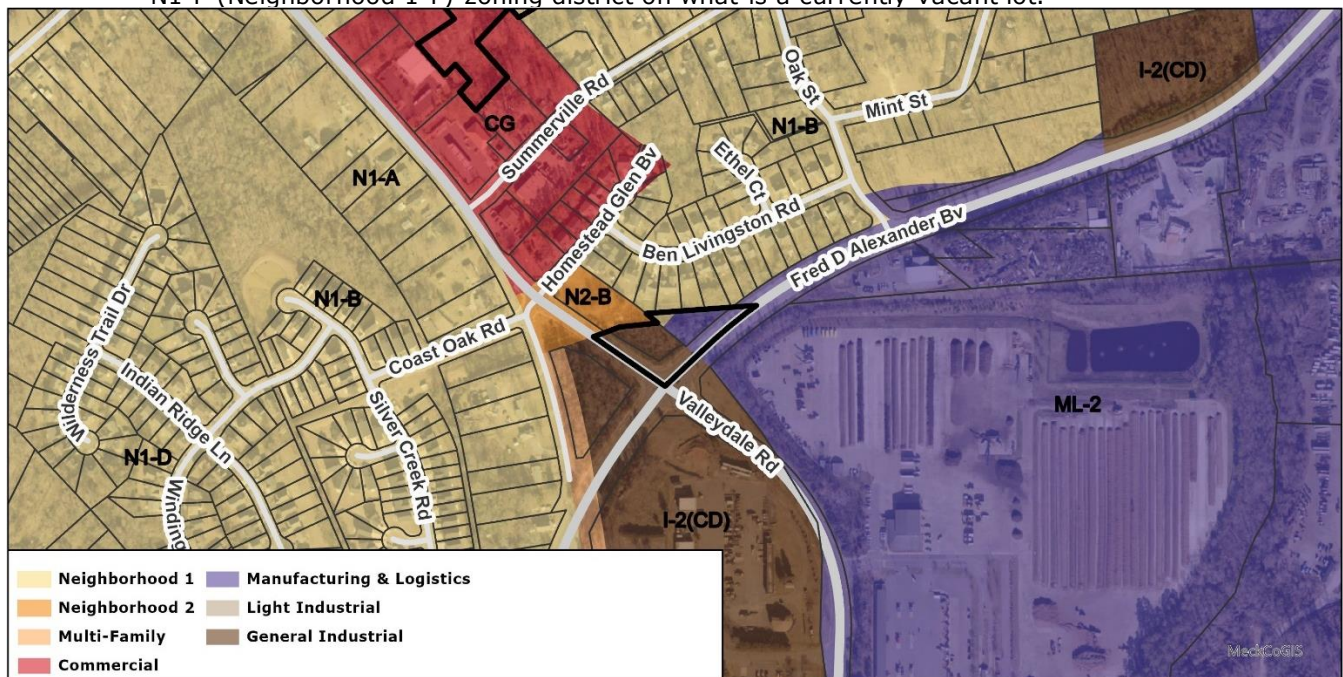 N1-F (Neighborhood 1-F) zoning district on what is a currently vacant lot.
I-2(CD)
Oak St
Mint St
N1-B
Summerville Rd
CG
Ethel Ct
N1-A
Homestead Glen Bv
Ben Livingston Rd
Fred D Alexander Bv
N2-B
N1-B
Wilderness Trail Dr
Coast Oak Rd
Indian Ridge Ln
Silver Creek Rd
Valleydale Rd
ML-2
N1-D
Winding
I-2(CD)
Neighborhood 1
Neighborhood 2
Multi-Family
Commercial
Manufacturing & Logistics
Light Industrial
General Industrial
MeckCoGIS